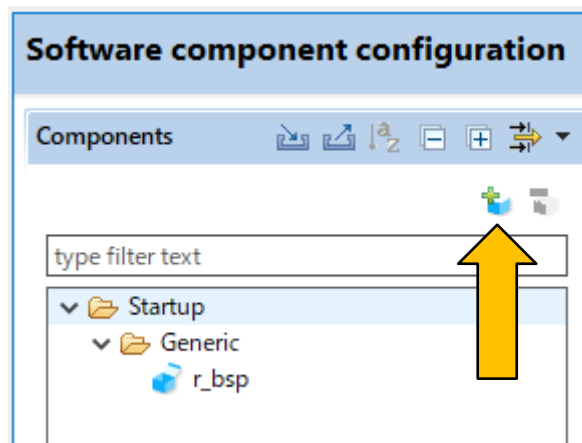 Software component configuration
Components
type filter text
Startup
Generic
r_bsp